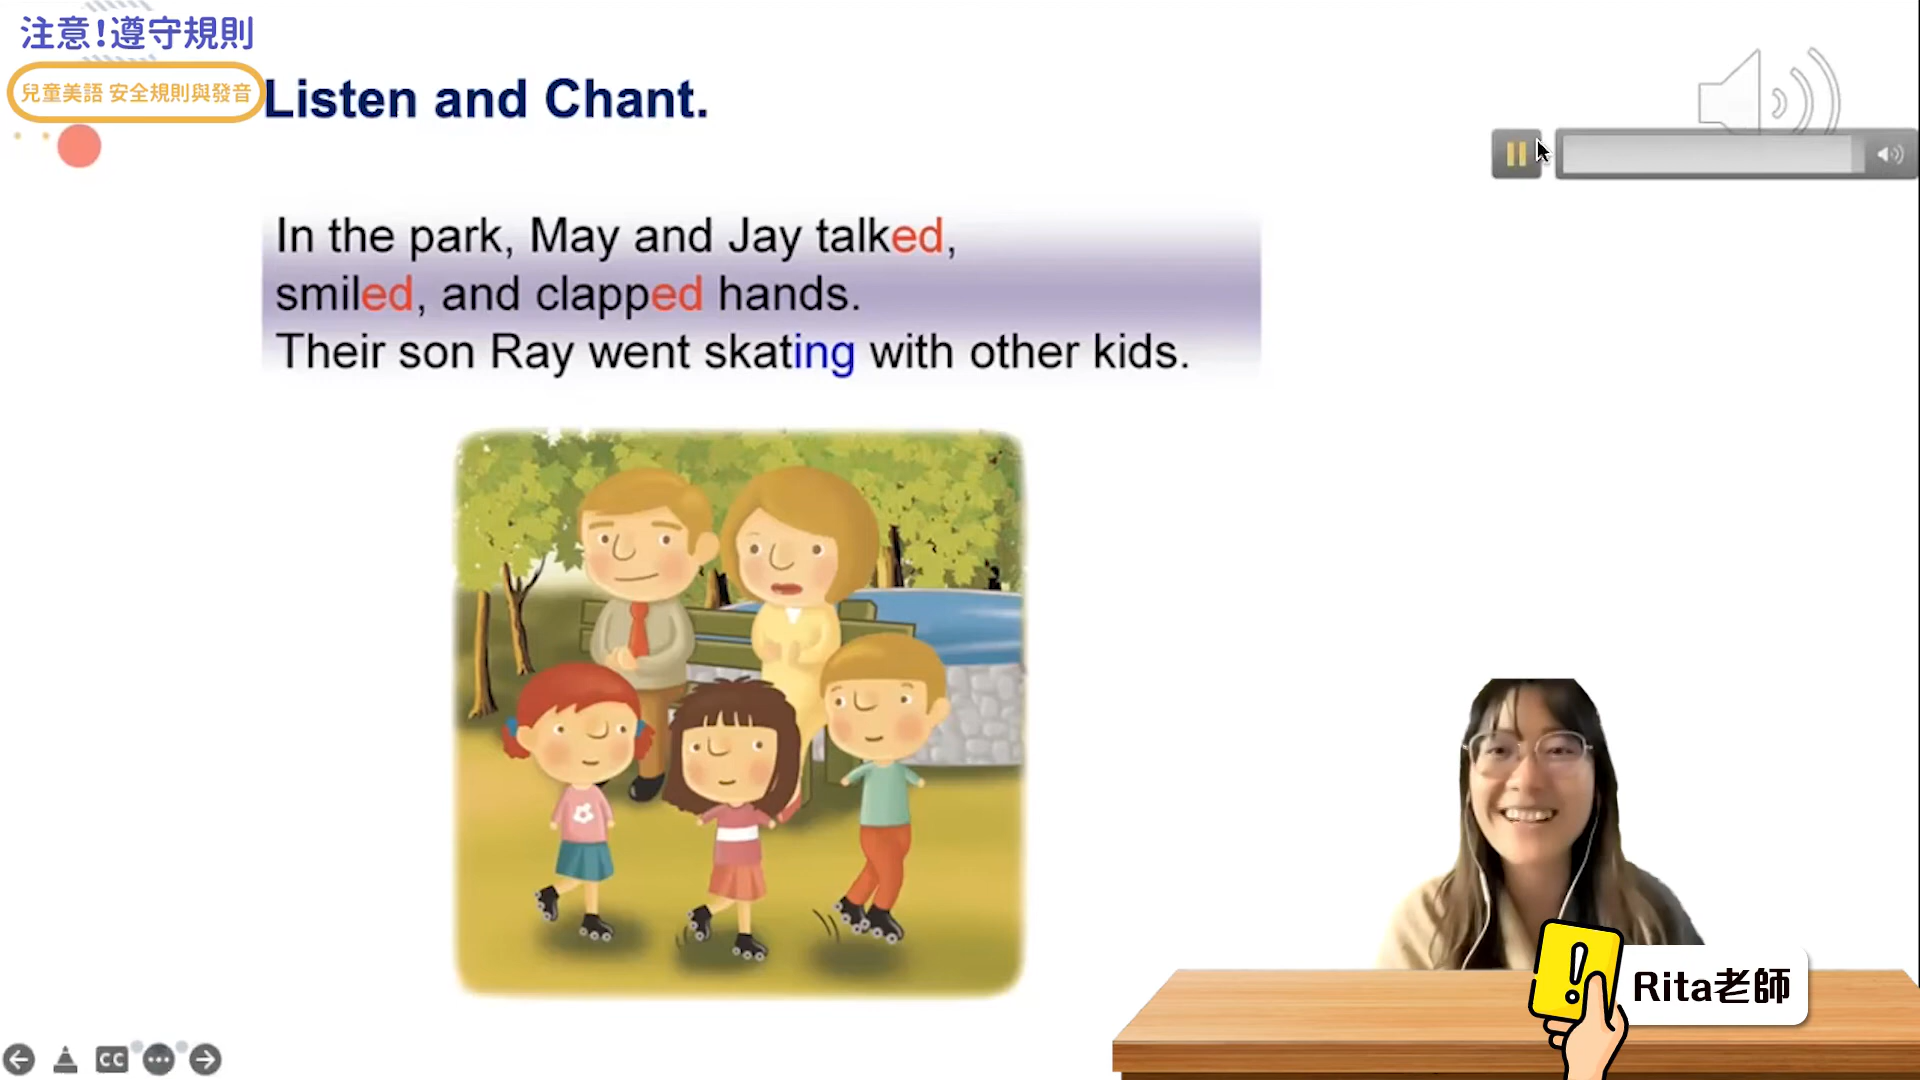 注意!遵守規則
兒童美語 安全規則與發音
Listen and Chant.
In the park, May and Jay talked,
smiled, and clapped hands.
Their son Ray went skating with other kids.
Rita老師
CC